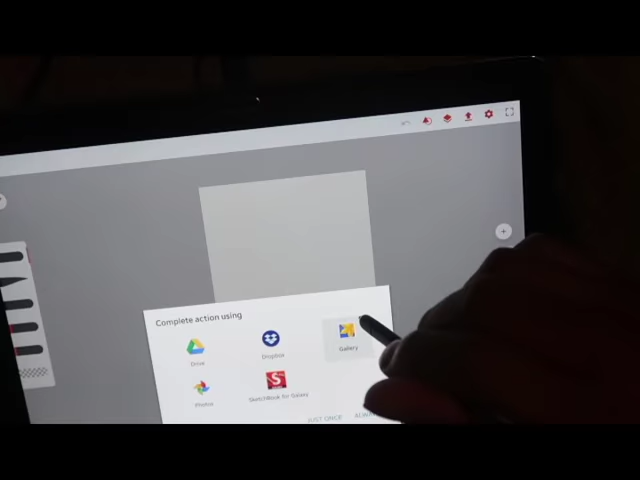 Complete action using
Drive
Dropbox
Gallery
Photos
SketchBook for Galaxy
JUST ONCE